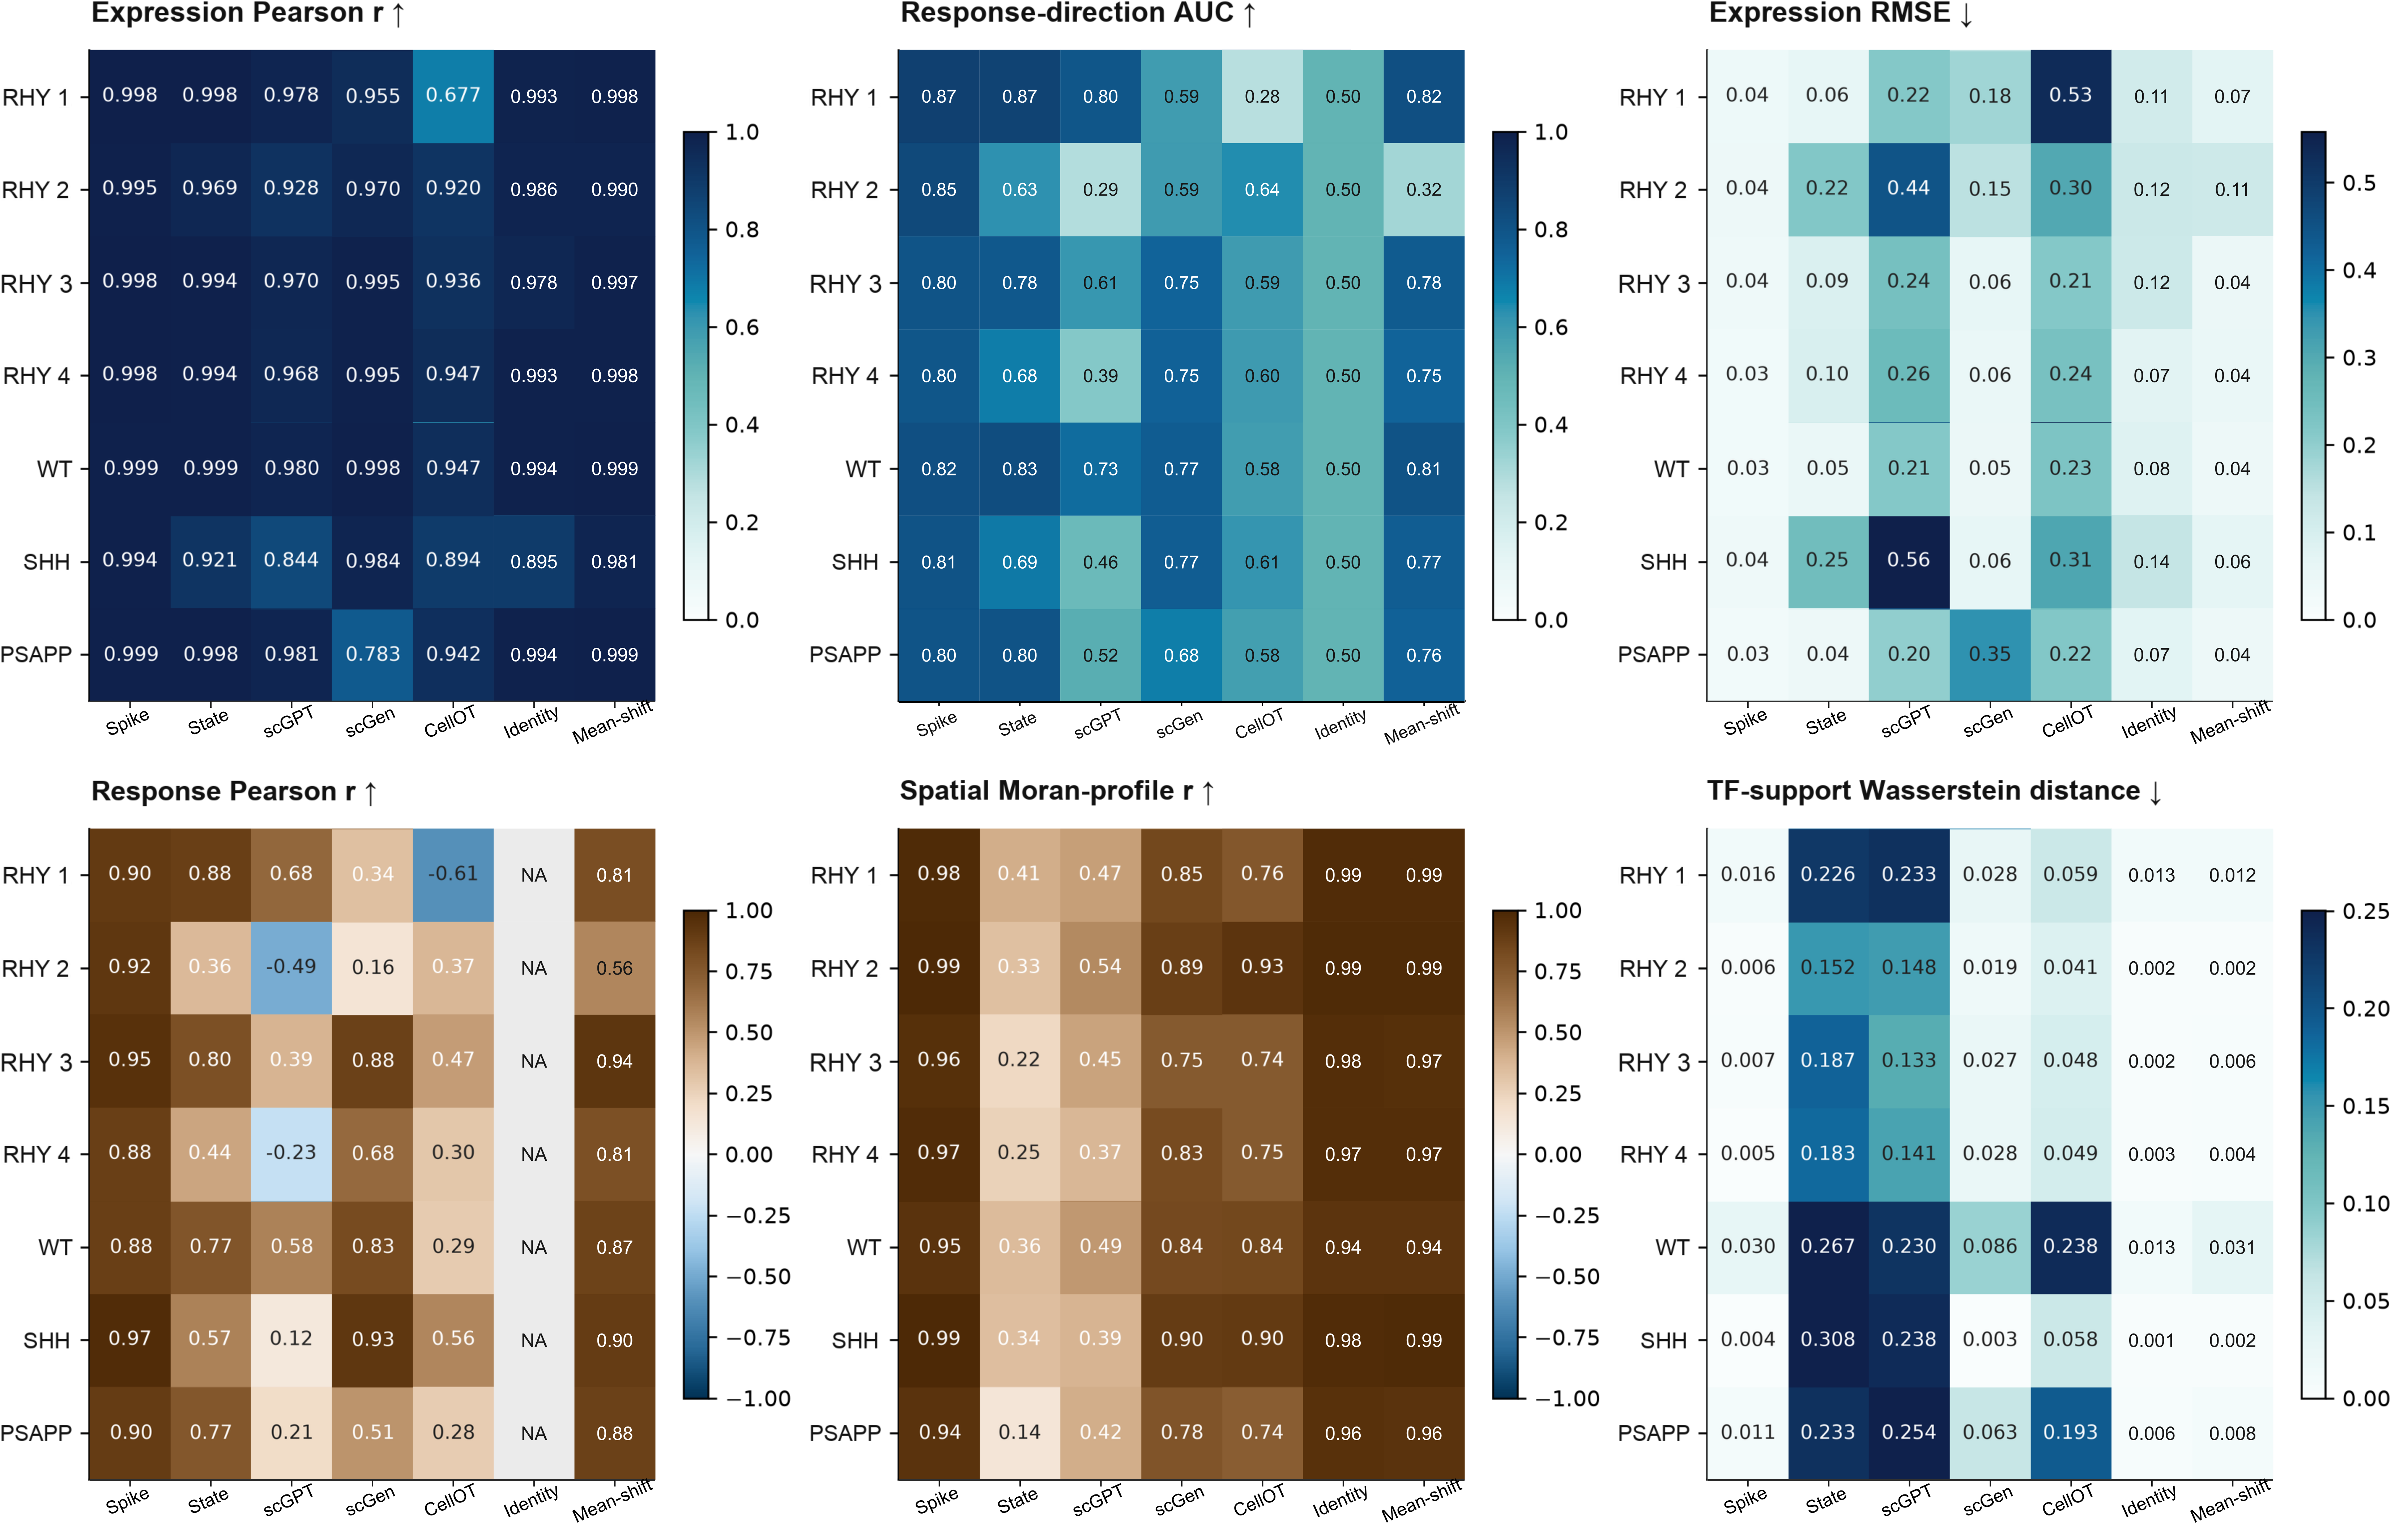 Expression Pearson r ↑
RHY 1 0.998 0.998 0.978 0.955 0.677 0.993 0.998
RHY 2 0.995 0.969 0.928 0.970 0.920 0.986 0.990
RHY 3 0.998 0.994 0.970 0.995 0.936 0.978 0.997
RHY 4 0.998 0.994 0.968 0.995 0.947 0.993 0.998
WT 0.999 0.999 0.980 0.998 0.947 0.994 0.999
SHH 0.994 0.921 0.844 0.984 0.894 0.895 0.981
PSAPP 0.999 0.998 0.981 0.783 0.942 0.994 0.999
Spike State scGPT scGen CellOT Identity Mean-shift
1.0
0.8
0.6
0.4
0.2
0.0
Response-direction AUC ↑
RHY 1 0.87 0.87 0.80 0.59 0.28 0.50 0.82
RHY 2 0.85 0.63 0.29 0.59 0.64 0.50 0.32
RHY 3 0.80 0.78 0.61 0.75 0.59 0.50 0.78
RHY 4 0.80 0.68 0.39 0.75 0.60 0.50 0.75
WT 0.82 0.83 0.73 0.77 0.58 0.50 0.81
SHH 0.81 0.69 0.46 0.77 0.61 0.50 0.77
PSAPP 0.80 0.80 0.52 0.68 0.58 0.50 0.76
Spike State scGPT scGen CellOT Identity Mean-shift
1.0
0.8
0.6
0.4
0.2
0.0
Expression RMSE ↓
RHY 1 0.04 0.06 0.22 0.18 0.53 0.11 0.07
RHY 2 0.04 0.22 0.44 0.15 0.30 0.12 0.11
RHY 3 0.04 0.09 0.24 0.06 0.21 0.12 0.04
RHY 4 0.03 0.10 0.26 0.06 0.24 0.07 0.04
WT 0.03 0.05 0.21 0.05 0.23 0.08 0.04
SHH 0.04 0.25 0.56 0.06 0.31 0.14 0.06
PSAPP 0.03 0.04 0.20 0.35 0.22 0.07 0.04
Spike State scGPT scGen CellOT Identity Mean-shift
0.5
0.4
0.3
0.2
0.1
0.0
Response Pearson r ↑
RHY 1 0.90 0.88 0.68 0.34 -0.61 NA 0.81
RHY 2 0.92 0.36 -0.49 0.16 0.37 NA 0.56
RHY 3 0.95 0.80 0.39 0.88 0.47 NA 0.94
RHY 4 0.88 0.44 -0.23 0.68 0.30 NA 0.81
WT 0.88 0.77 0.58 0.83 0.29 NA 0.87
SHH 0.97 0.57 0.12 0.93 0.56 NA 0.90
PSAPP 0.90 0.77 0.21 0.51 0.28 NA 0.88
Spike State scGPT scGen CellOT Identity Mean-shift
1.00
0.75
0.50
0.25
0.00
−0.25
−0.50
−0.75
−1.00
Spatial Moran-profile r ↑
RHY 1 0.98 0.41 0.47 0.85 0.76 0.99 0.99
RHY 2 0.99 0.33 0.54 0.89 0.93 0.99 0.99
RHY 3 0.96 0.22 0.45 0.75 0.74 0.98 0.97
RHY 4 0.97 0.25 0.37 0.83 0.75 0.97 0.97
WT 0.95 0.36 0.49 0.84 0.84 0.94 0.94
SHH 0.99 0.34 0.39 0.90 0.90 0.98 0.99
PSAPP 0.94 0.14 0.42 0.78 0.74 0.96 0.96
Spike State scGPT scGen CellOT Identity Mean-shift
1.00
0.75
0.50
0.25
0.00
−0.25
−0.50
−0.75
−1.00
TF-support Wasserstein distance ↓
RHY 1 0.016 0.226 0.233 0.028 0.059 0.013 0.012
RHY 2 0.006 0.152 0.148 0.019 0.041 0.002 0.002
RHY 3 0.007 0.187 0.133 0.027 0.048 0.002 0.006
RHY 4 0.005 0.183 0.141 0.028 0.049 0.003 0.004
WT 0.030 0.267 0.230 0.086 0.238 0.013 0.031
SHH 0.004 0.308 0.238 0.003 0.058 0.001 0.002
PSAPP 0.011 0.233 0.254 0.063 0.193 0.006 0.008
Spike State scGPT scGen CellOT Identity Mean-shift
0.25
0.20
0.15
0.10
0.05
0.00